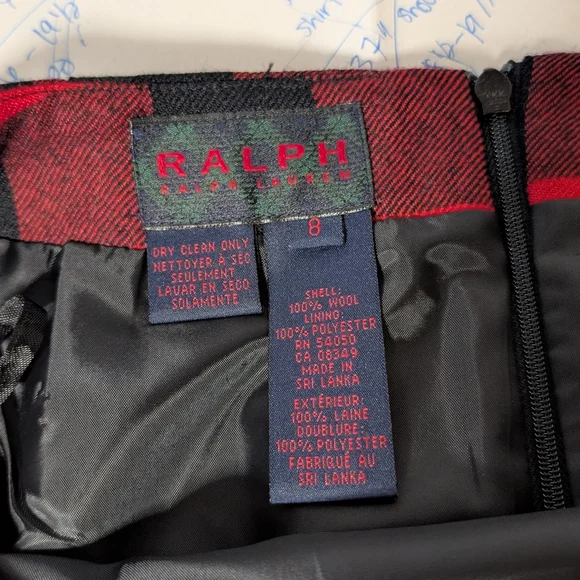 RALPH
RALPH LAUREN
8
DRY CLEAN ONLY
NETTOYER À SEC
SEULEMENT
LAVAR EN SECO
SOLAMENTE
SHELL:
100% WOOL
LINING:
100% POLYESTER
RN 54050
CA 08349
MADE IN
SRI LANKA
EXTÉRIEUR:
100% LAINE
DOUBLURE:
100% POLYESTER
FABRIQUÉ AU
SRI LANKA